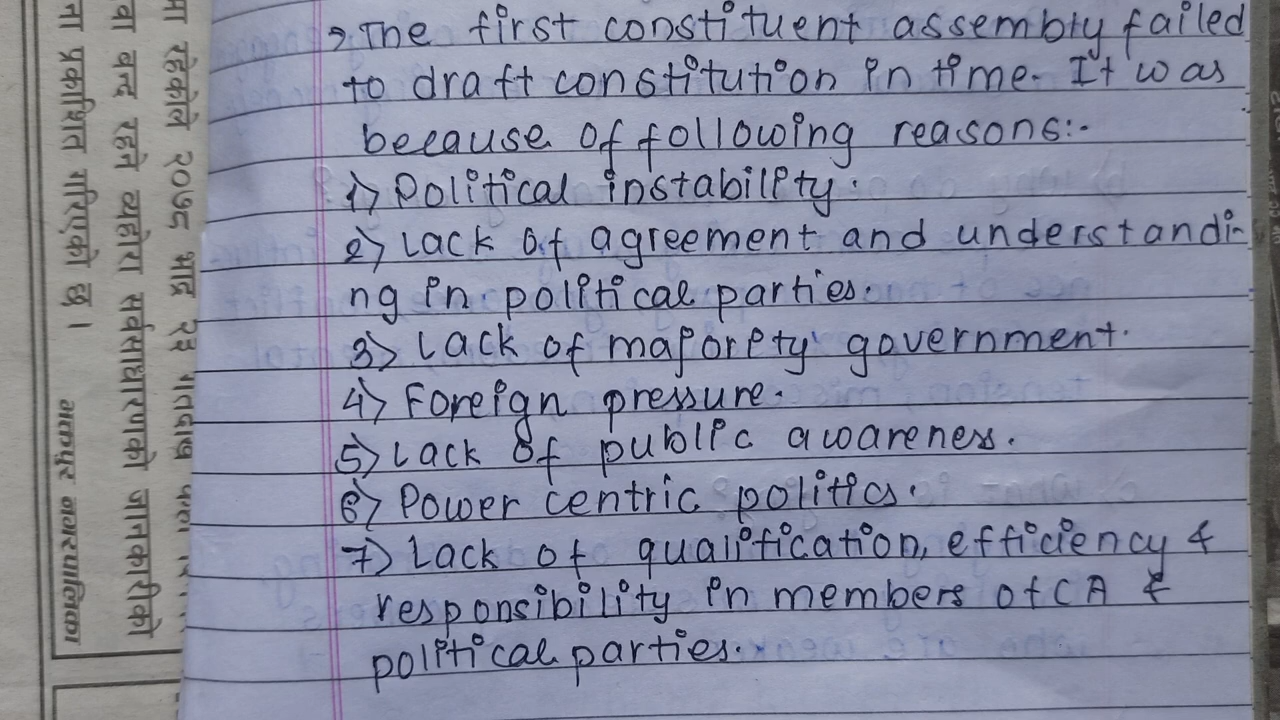 → The first constituent assembly failed
to draft constitution in time. It was
because of following reasons:-
1) Political instability.
2) Lack of agreement and understandi-
ng in political parties.
3) Lack of majority government.
4) Foreign pressure.
5) Lack of public awareness.
6) Power centric politics.
7) Lack of qualification, efficiency &
responsibility in members of CA &
political parties.
मा रहेकोले २०७८ भाद्र २९ गतदेखि
वा बन्द रहने व्यहोरा सर्वसाधारणको जानकारीको
ना प्रकाशित गरिएको छ।
भक्तपुर नगरपालिका